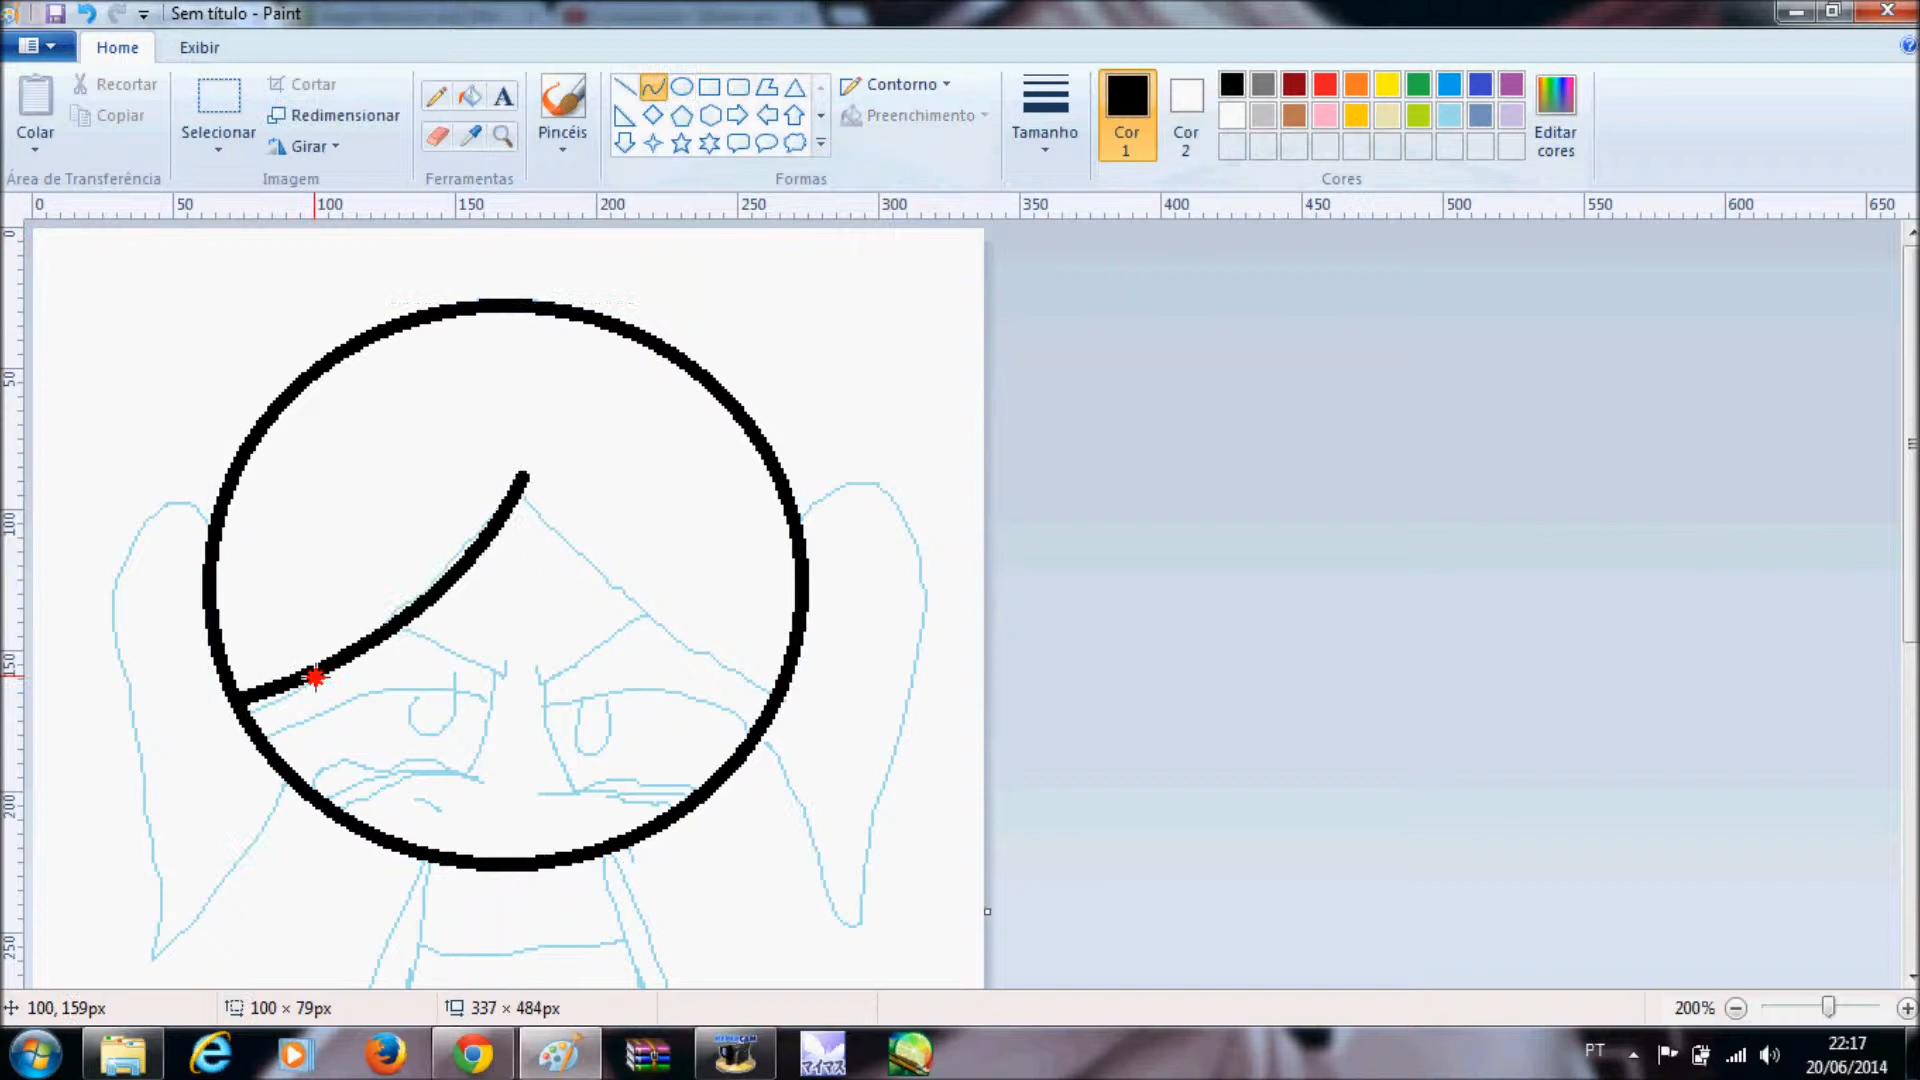 Sem título - Paint
Home Exibir
Colar
Recortar
Copiar
Área de Transferência
Selecionar
Cortar
Redimensionar
Girar
Imagem
A
Ferramentas
Pincéis
Contorno
Preenchimento
Formas
Tamanho
Cor 1
Cor 2
Editar cores
Cores
0 50 100 150 200 250 300 350 400 450 500 550 600 650
0
50
100
150
200
250
100, 159px 100 × 79px 337 × 484px 200%
PT 22:17
20/06/2014